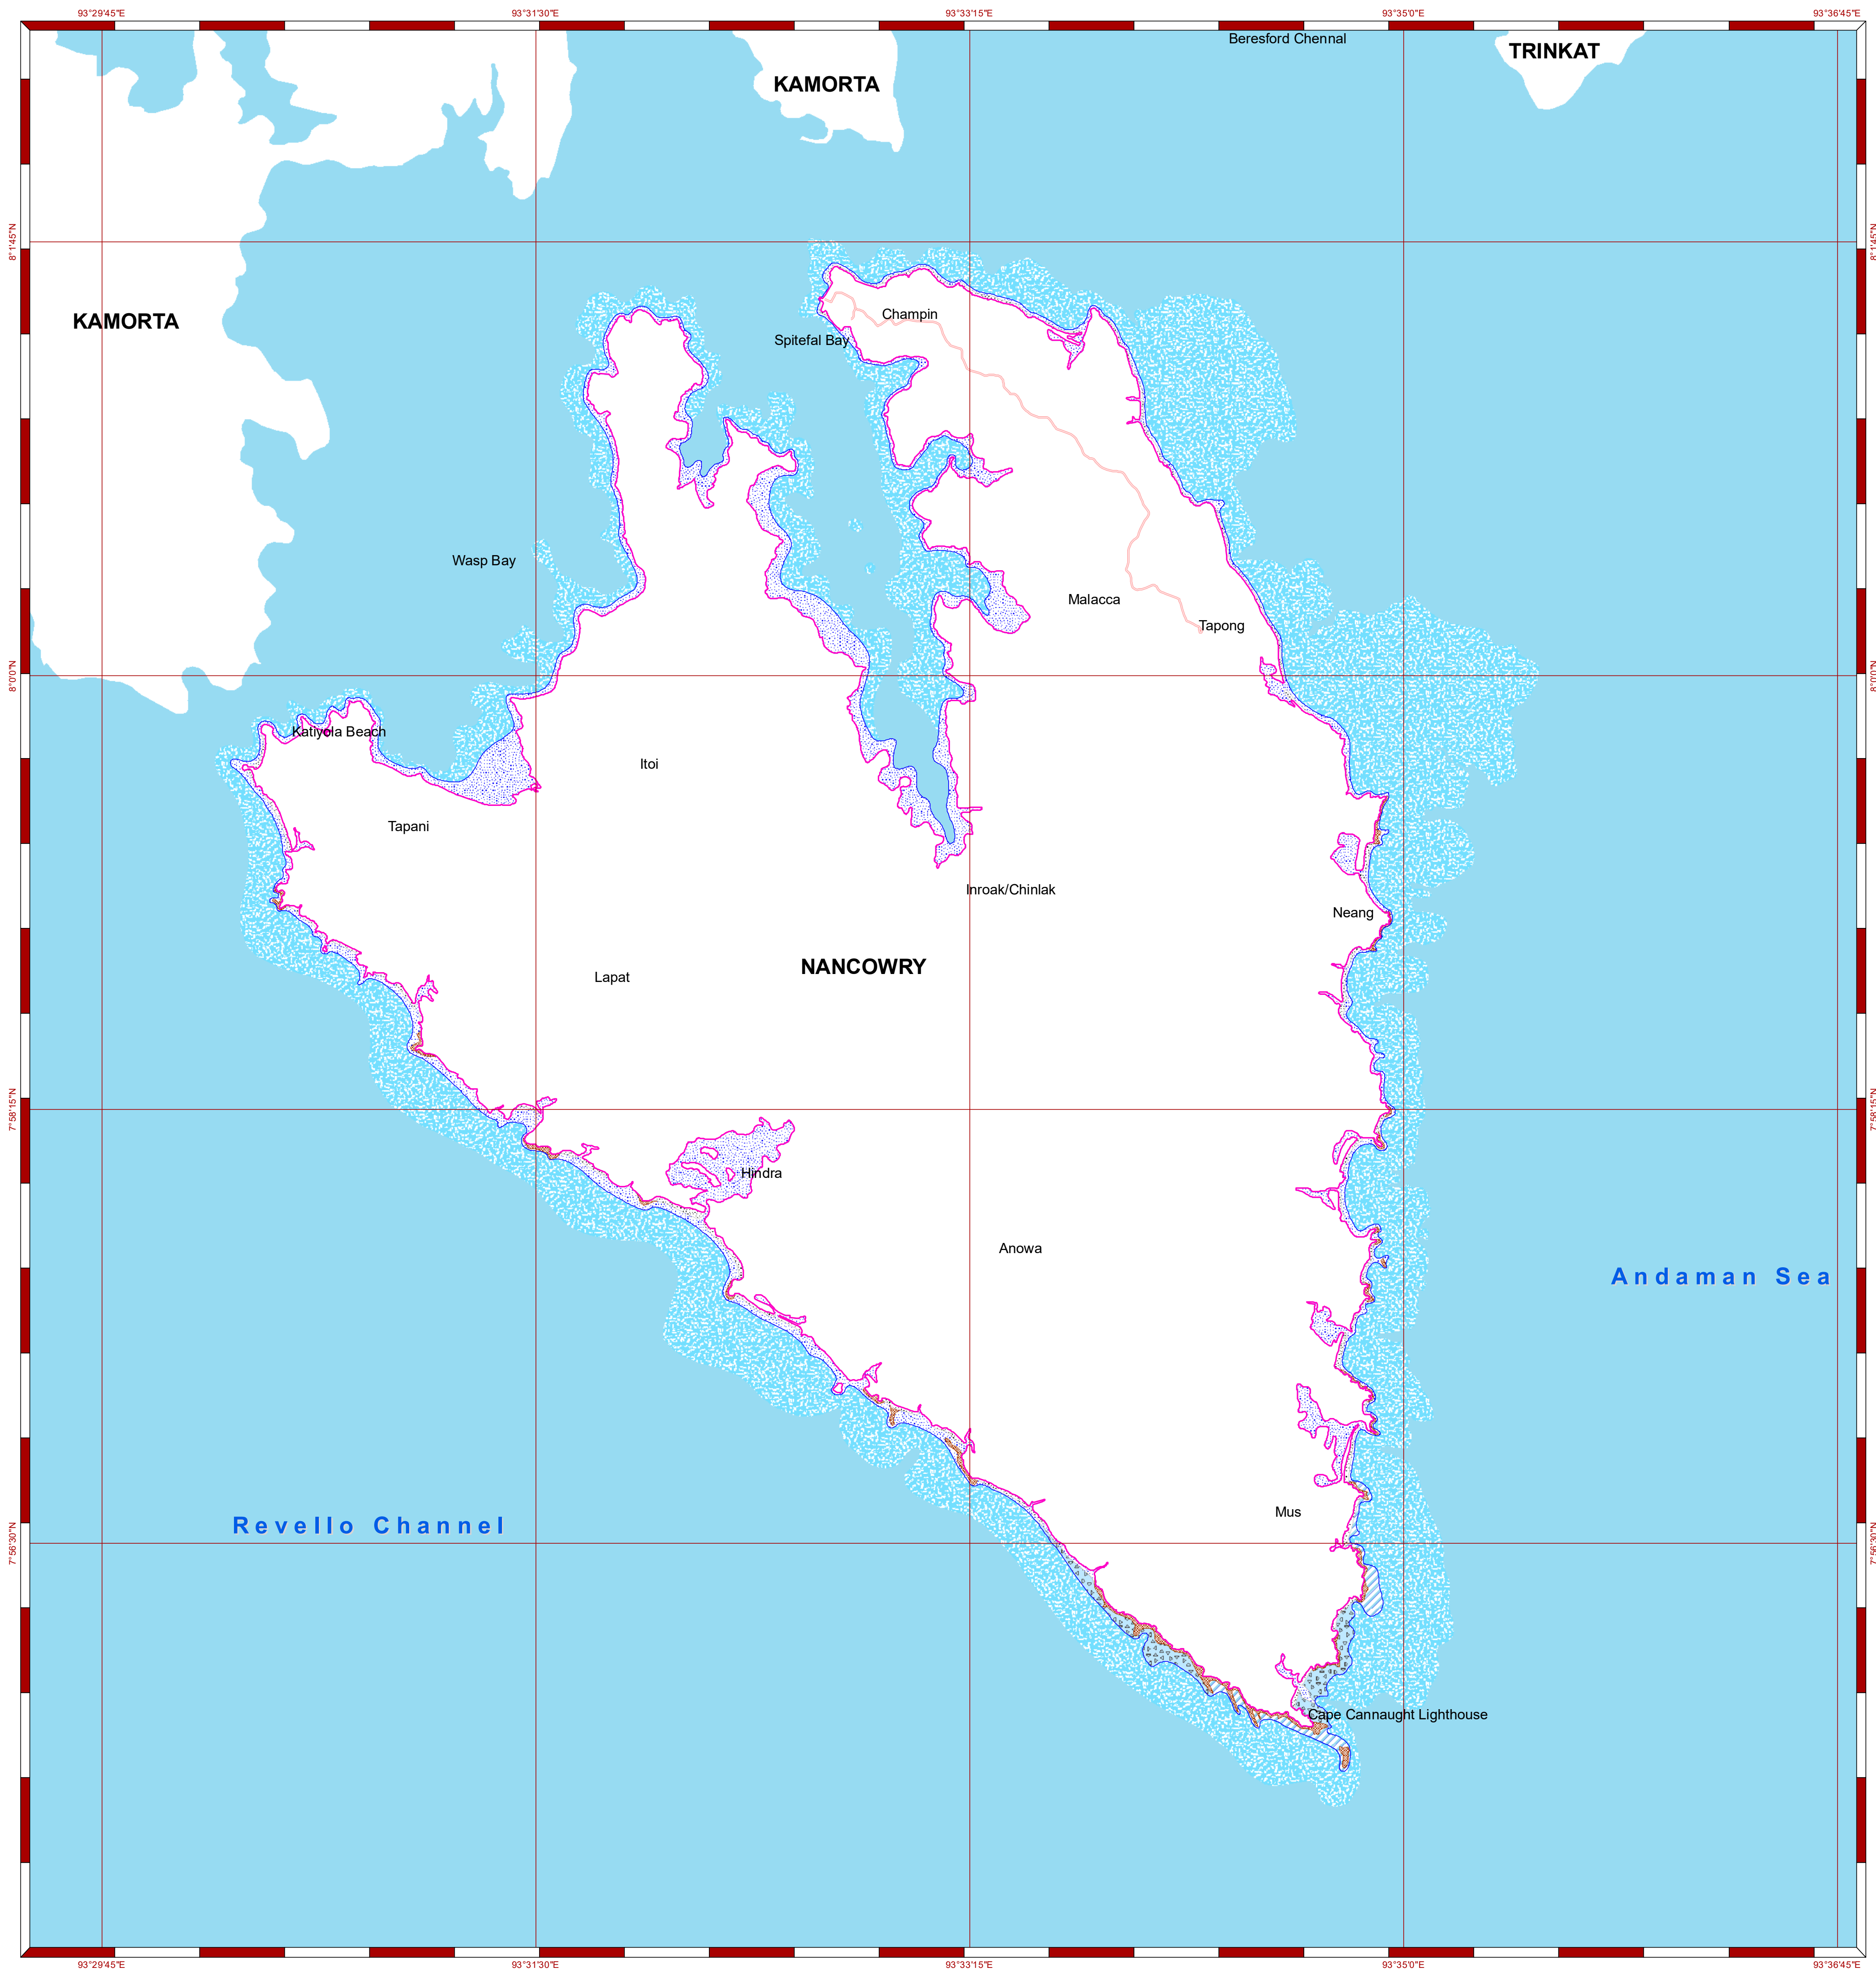 93°29'45"E
93°31'30"E
93°33'15"E
93°35'0"E
93°36'45"E
Beresford Chennal
TRINKAT
KAMORTA
8°1'45"N
8°1'45"N
KAMORTA
Champin
Spitefal Bay
Wasp Bay
Malacca
Tapong
8°0'0"N
8°0'0"N
Katiyola Beach
Itoi
Tapani
Inroak/Chinlak
Neang
NANCOWRY
Lapat
7°58'15"N
7°58'15"N
Hindra
Anowa
Andaman Sea
Mus
Revello Channel
7°56'30"N
7°56'30"N
Cape Cannaught Lighthouse
93°29'45"E
93°31'30"E
93°33'15"E
93°35'0"E
93°36'45"E